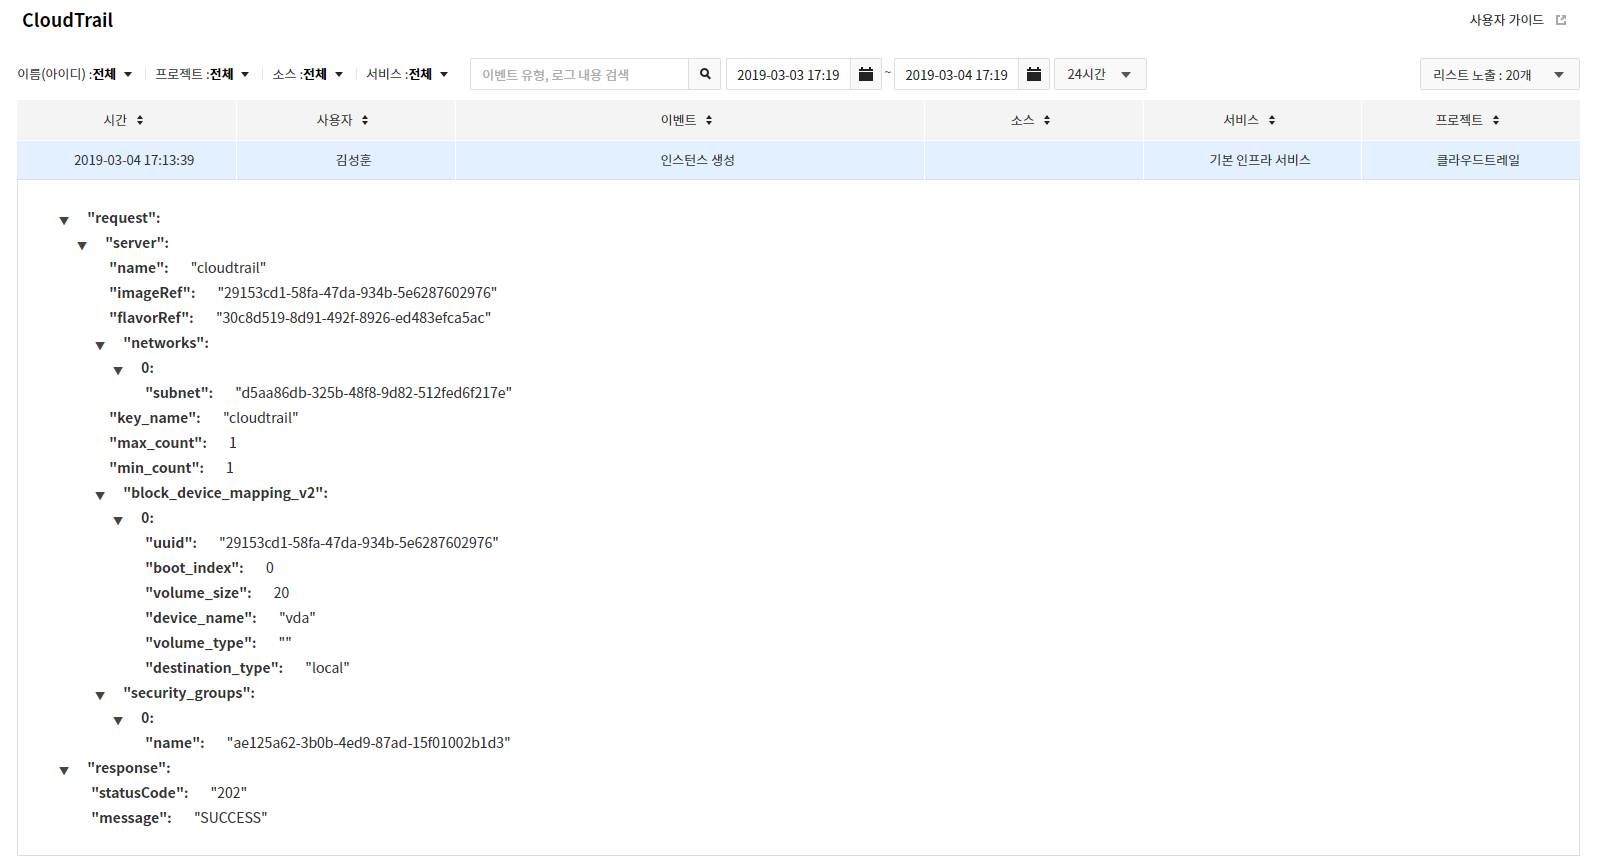 CloudTrail
사용자 가이드
이름(아이디) :전체 프로젝트 :전체 소스 :전체 서비스 :전체 이벤트 유형, 로그 내용 검색 2019-03-03 17:19 ~ 2019-03-04 17:19 24시간 리스트 노출 : 20개
시간 사용자 이벤트 소스 서비스 프로젝트
2019-03-04 17:13:39 김성훈 인스턴스 생성 기본 인프라 서비스 클라우드트레일
"request":
"server":
"name": "cloudtrail"
"imageRef": "29153cd1-58fa-47da-934b-5e6287602976"
"flavorRef": "30c8d519-8d91-492f-8926-ed483efca5ac"
"networks":
0:
"subnet": "d5aa86db-325b-48f8-9d82-512fed6f217e"
"key_name": "cloudtrail"
"max_count": 1
"min_count": 1
"block_device_mapping_v2":
0:
"uuid": "29153cd1-58fa-47da-934b-5e6287602976"
"boot_index": 0
"volume_size": 20
"device_name": "vda"
"volume_type": ""
"destination_type": "local"
"security_groups":
0:
"name": "ae125a62-3b0b-4ed9-87ad-15f01002b1d3"
"response":
"statusCode": "202"
"message": "SUCCESS"